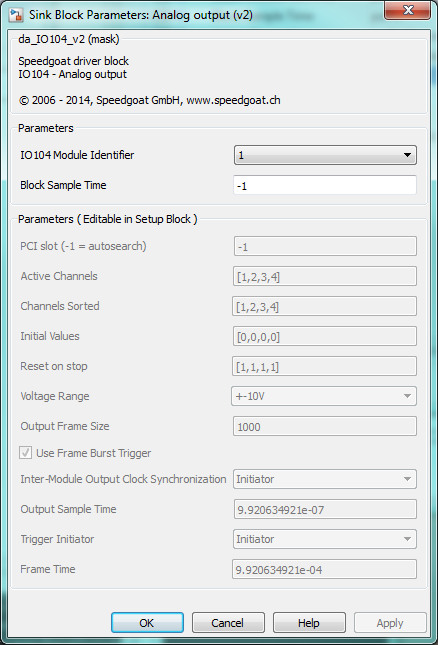 Sink Block Parameters: Analog output (v2)
da_IO104_v2 (mask)
Speedgoat driver block
IO104 - Analog output
© 2006 - 2014, Speedgoat GmbH, www.speedgoat.ch
Parameters
IO104 Module Identifier 1
Block Sample Time -1
Parameters ( Editable in Setup Block )
PCI slot (-1 = autosearch) -1
Active Channels [1,2,3,4]
Channels Sorted [1,2,3,4]
Initial Values [0,0,0,0]
Reset on stop [1,1,1,1]
Voltage Range +-10V
Output Frame Size 1000
Use Frame Burst Trigger
Inter-Module Output Clock Synchronization Initiator
Output Sample Time 9.920634921e-07
Trigger Initiator Initiator
Frame Time 9.920634921e-04
OK Cancel Help Apply